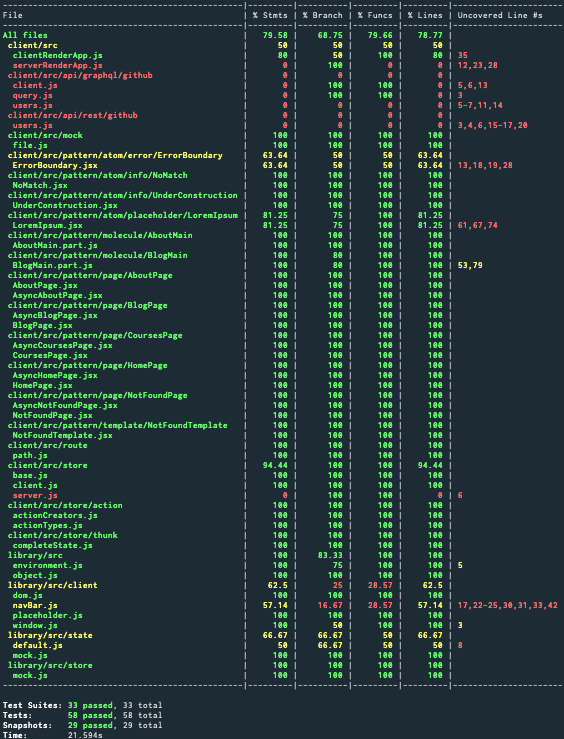 File | % Stmts | % Branch | % Funcs | % Lines | Uncovered Line #s
All files | 79.58 | 68.75 | 79.66 | 78.77 |
client/src | 50 | 50 | 50 | 50 |
clientRenderApp.js | 80 | 50 | 100 | 80 | 35
serverRenderApp.js | 0 | 100 | 0 | 0 | 12,23,28
client/src/api/graphql/github | 0 | 0 | 0 | 0 |
client.js | 0 | 100 | 100 | 0 | 5,6,13
query.js | 0 | 100 | 100 | 0 | 3
users.js | 0 | 0 | 0 | 0 | 5-7,11,14
client/src/api/rest/github | 0 | 0 | 0 | 0 |
users.js | 0 | 0 | 0 | 0 | 3,4,6,15-17,20
client/src/mock | 100 | 100 | 100 | 100 |
file.js | 100 | 100 | 100 | 100 |
client/src/pattern/atom/error/ErrorBoundary | 63.64 | 50 | 50 | 63.64 |
ErrorBoundary.jsx | 63.64 | 50 | 50 | 63.64 | 13,18,19,28
client/src/pattern/atom/info/NoMatch | 100 | 100 | 100 | 100 |
NoMatch.jsx | 100 | 100 | 100 | 100 |
client/src/pattern/atom/info/UnderConstruction | 100 | 100 | 100 | 100 |
UnderConstruction.jsx | 100 | 100 | 100 | 100 |
client/src/pattern/atom/placeholder/LoremIpsum | 81.25 | 75 | 100 | 81.25 |
LoremIpsum.jsx | 81.25 | 75 | 100 | 81.25 | 61,67,74
client/src/pattern/molecule/AboutMain | 100 | 100 | 100 | 100 |
AboutMain.part.js | 100 | 100 | 100 | 100 |
client/src/pattern/molecule/BlogMain | 100 | 80 | 100 | 100 |
BlogMain.part.js | 100 | 80 | 100 | 100 | 53,79
client/src/pattern/page/AboutPage | 100 | 100 | 100 | 100 |
AboutPage.jsx | 100 | 100 | 100 | 100 |
AsyncAboutPage.jsx | 100 | 100 | 100 | 100 |
client/src/pattern/page/BlogPage | 100 | 100 | 100 | 100 |
AsyncBlogPage.jsx | 100 | 100 | 100 | 100 |
BlogPage.jsx | 100 | 100 | 100 | 100 |
client/src/pattern/page/CoursesPage | 100 | 100 | 100 | 100 |
AsyncCoursesPage.jsx | 100 | 100 | 100 | 100 |
CoursesPage.jsx | 100 | 100 | 100 | 100 |
client/src/pattern/page/HomePage | 100 | 100 | 100 | 100 |
AsyncHomePage.jsx | 100 | 100 | 100 | 100 |
HomePage.jsx | 100 | 100 | 100 | 100 |
client/src/pattern/page/NotFoundPage | 100 | 100 | 100 | 100 |
AsyncNotFoundPage.jsx | 100 | 100 | 100 | 100 |
NotFoundPage.jsx | 100 | 100 | 100 | 100 |
client/src/pattern/template/NotFoundTemplate | 100 | 100 | 100 | 100 |
NotFoundTemplate.jsx | 100 | 100 | 100 | 100 |
client/src/route | 100 | 100 | 100 | 100 |
path.js | 100 | 100 | 100 | 100 |
client/src/store | 94.44 | 100 | 100 | 94.44 |
base.js | 100 | 100 | 100 | 100 |
client.js | 100 | 100 | 100 | 100 |
server.js | 0 | 100 | 100 | 0 | 6
client/src/store/action | 100 | 100 | 100 | 100 |
actionCreators.js | 100 | 100 | 100 | 100 |
actionTypes.js | 100 | 100 | 100 | 100 |
client/src/store/thunk | 100 | 100 | 100 | 100 |
completeState.js | 100 | 100 | 100 | 100 |
library/src | 100 | 83.33 | 100 | 100 |
environment.js | 100 | 75 | 100 | 100 | 5
object.js | 100 | 100 | 100 | 100 |
library/src/client | 62.5 | 25 | 28.57 | 62.5 |
dom.js | 100 | 100 | 100 | 100 |
navBar.js | 57.14 | 16.67 | 28.57 | 57.14 | 17,22-25,30,31,33,42
placeholder.js | 100 | 100 | 100 | 100 |
window.js | 100 | 50 | 100 | 100 | 3
library/src/state | 66.67 | 66.67 | 50 | 66.67 |
default.js | 50 | 66.67 | 50 | 50 | 8
mock.js | 100 | 100 | 100 | 100 |
library/src/store | 100 | 100 | 100 | 100 |
mock.js | 100 | 100 | 100 | 100 |
Test Suites: 33 passed, 33 total
Tests: 58 passed, 58 total
Snapshots: 29 passed, 29 total
Time: 21.594s